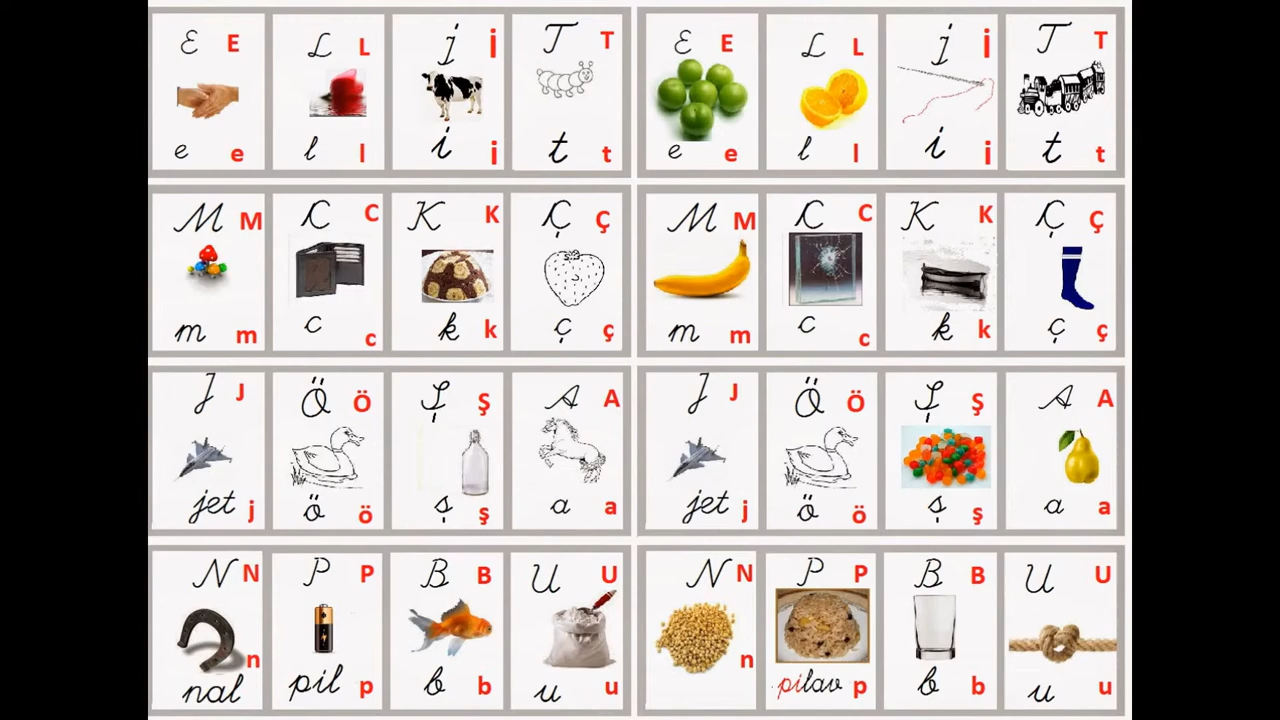 E E L L İ İ T T E E L L İ İ T T
e e l l i i t t e e l l i i t t
M M C C K K Ç Ç M M C C K K Ç Ç
m m c c k k ç ç m m c c k k ç ç
J J Ö Ö Ş Ş A A J J Ö Ö Ş Ş A A
jet j ö ö ş ş a a jet j ö ö ş ş a a
N N P P B B U U N N P P B B U U
n n
nal pil p b b u u pilav p b b u u